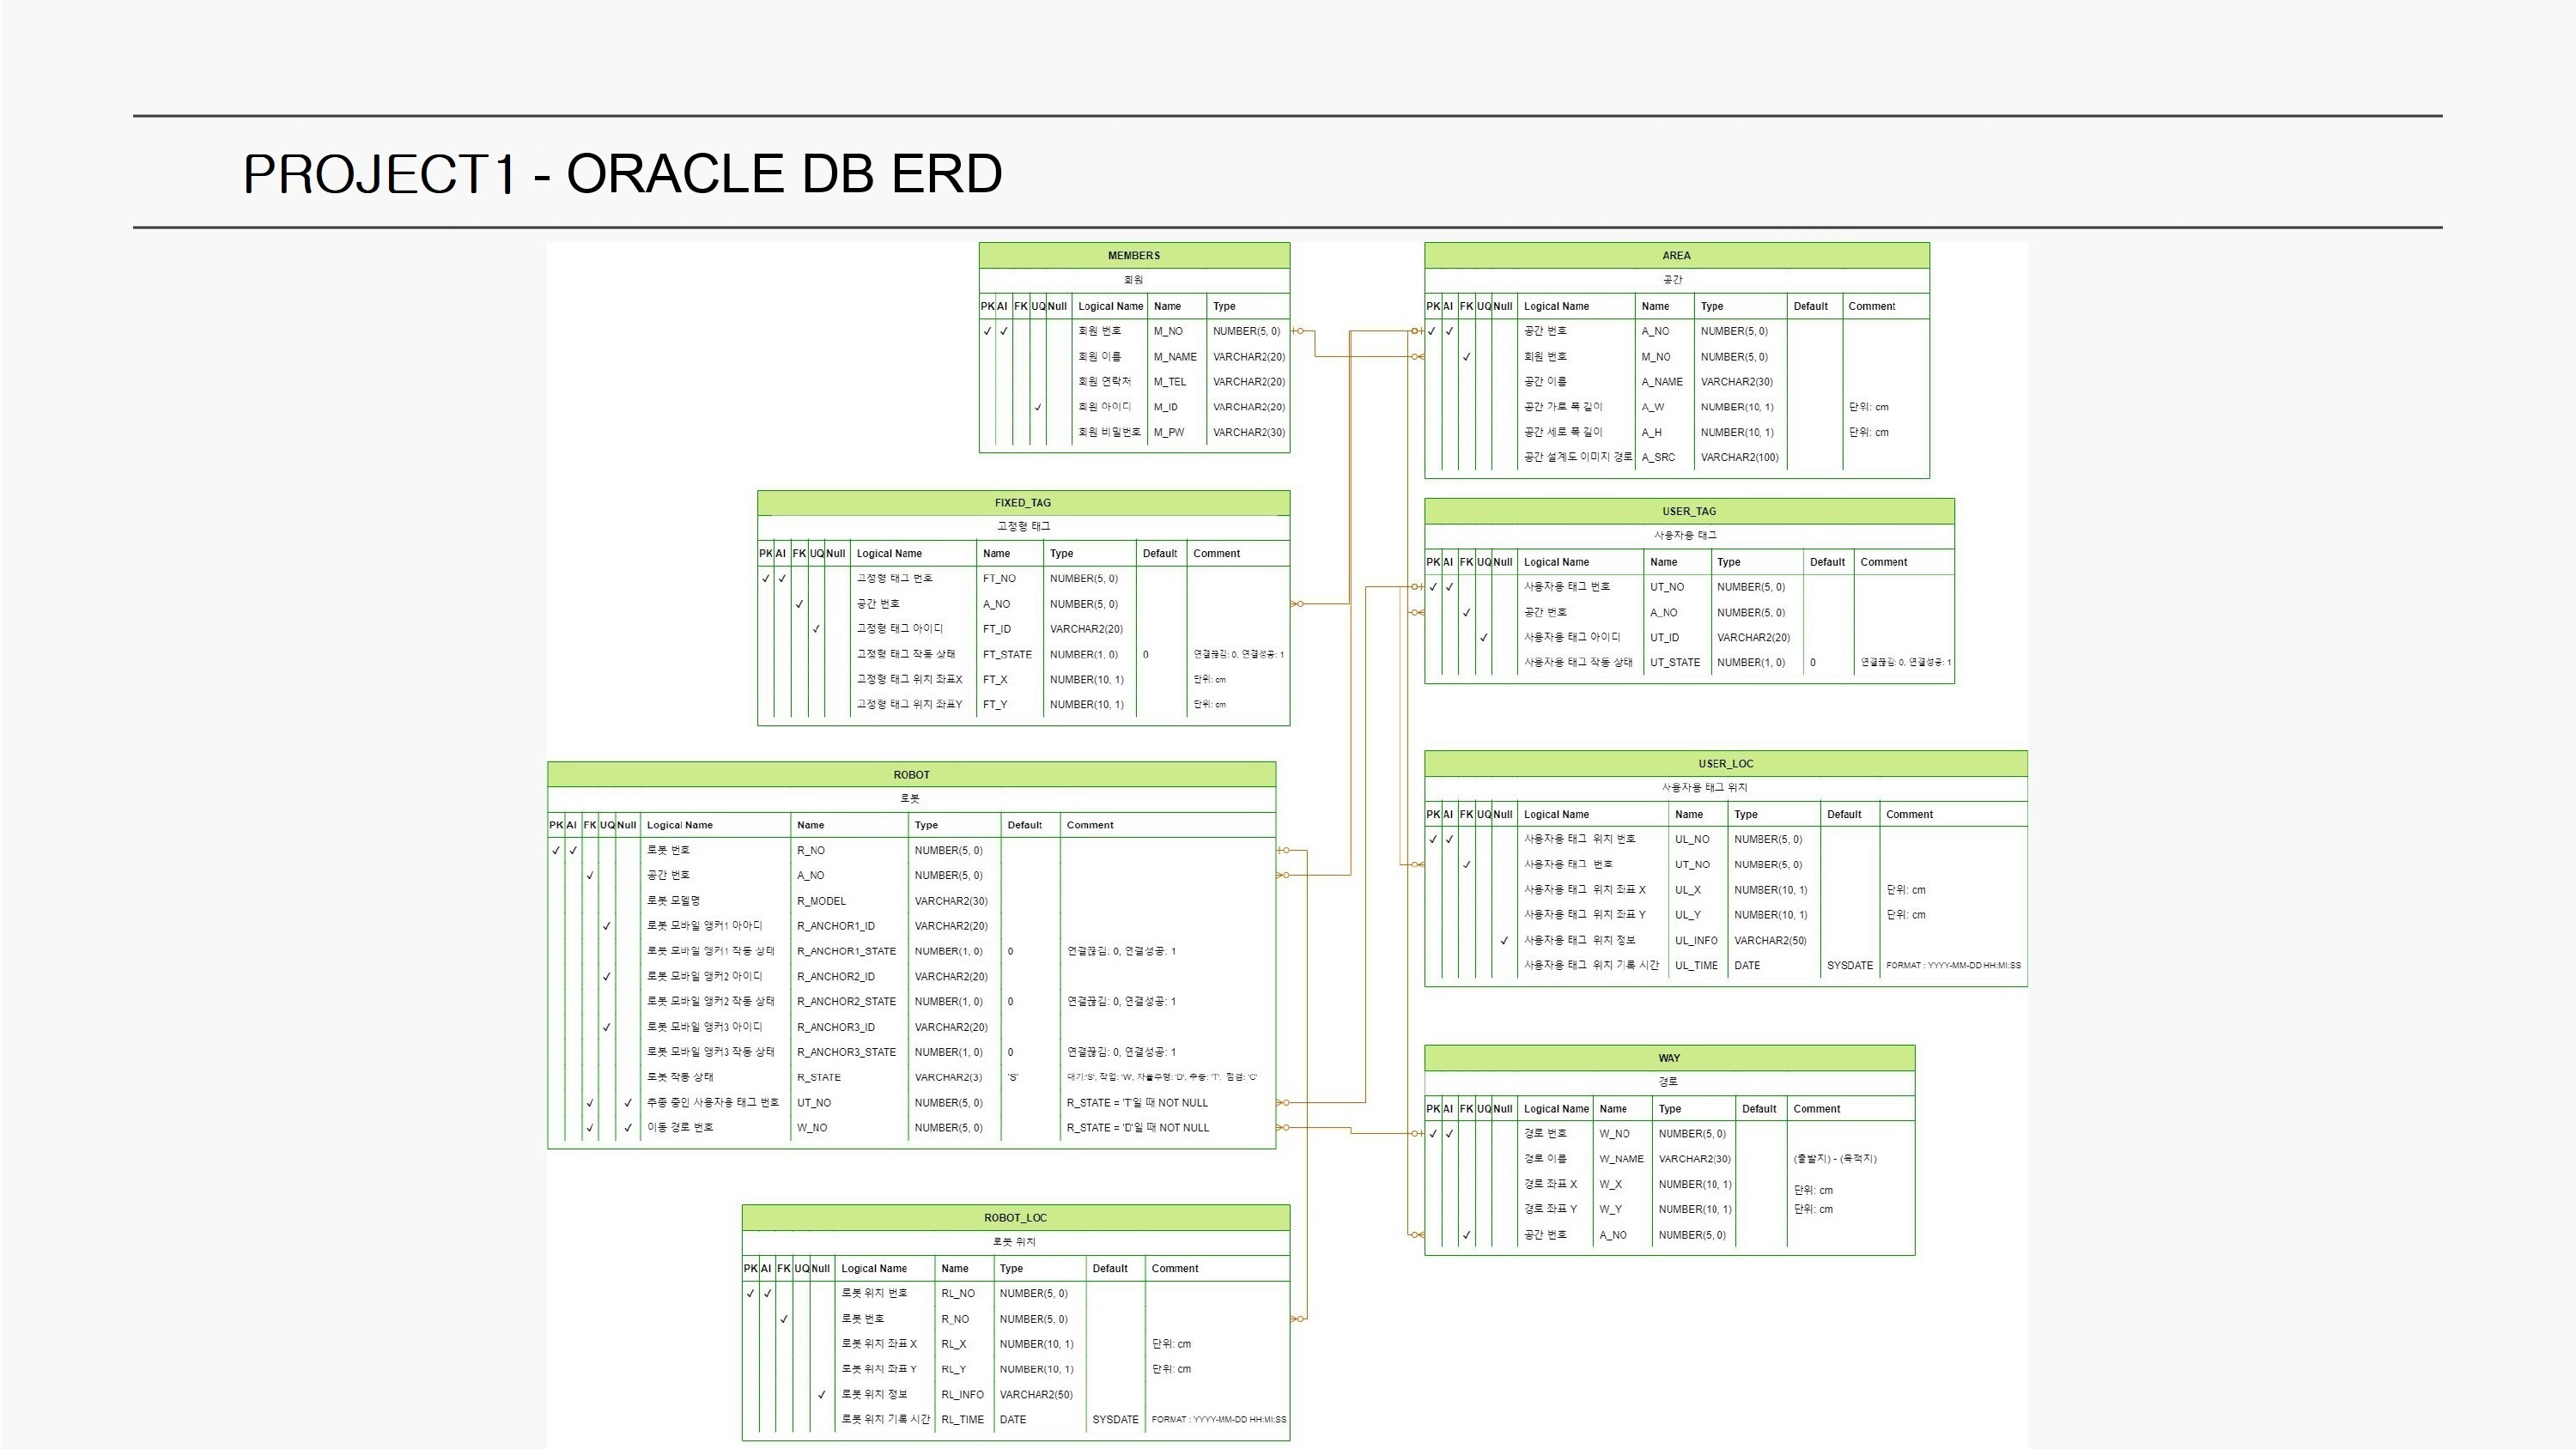 PROJECT1 - ORACLE DB ERD
MEMBERS
회원
PK AI FK UQ Null Logical Name Name Type
✓ ✓ 회원 번호 M_NO NUMBER(5, 0)
회원 이름 M_NAME VARCHAR2(20)
회원 연락처 M_TEL VARCHAR2(20)
✓ 회원 아이디 M_ID VARCHAR2(20)
회원 비밀번호 M_PW VARCHAR2(30)
AREA
공간
PK AI FK UQ Null Logical Name Name Type Default Comment
✓ ✓ 공간 번호 A_NO NUMBER(5, 0)
✓ 회원 번호 M_NO NUMBER(5, 0)
공간 이름 A_NAME VARCHAR2(30)
공간 가로 폭 길이 A_W NUMBER(10, 1) 단위: cm
공간 세로 폭 길이 A_H NUMBER(10, 1) 단위: cm
공간 설계도 이미지 경로 A_SRC VARCHAR2(100)
FIXED_TAG
고정형 태그
PK AI FK UQ Null Logical Name Name Type Default Comment
✓ ✓ 고정형 태그 번호 FT_NO NUMBER(5, 0)
✓ 공간 번호 A_NO NUMBER(5, 0)
✓ 고정형 태그 아이디 FT_ID VARCHAR2(20)
고정형 태그 작동 상태 FT_STATE NUMBER(1, 0) 0 연결끊김: 0, 연결성공: 1
고정형 태그 위치 좌표X FT_X NUMBER(10, 1) 단위: cm
고정형 태그 위치 좌표Y FT_Y NUMBER(10, 1) 단위: cm
USER_TAG
사용자용 태그
PK AI FK UQ Null Logical Name Name Type Default Comment
✓ ✓ 사용자용 태그 번호 UT_NO NUMBER(5, 0)
✓ 공간 번호 A_NO NUMBER(5, 0)
✓ 사용자용 태그 아이디 UT_ID VARCHAR2(20)
사용자용 태그 작동 상태 UT_STATE NUMBER(1, 0) 0 연결끊김: 0, 연결성공: 1
ROBOT
로봇
PK AI FK UQ Null Logical Name Name Type Default Comment
✓ ✓ 로봇 번호 R_NO NUMBER(5, 0)
✓ 공간 번호 A_NO NUMBER(5, 0)
로봇 모델명 R_MODEL VARCHAR2(30)
✓ 로봇 모바일 앵커1 아아디 R_ANCHOR1_ID VARCHAR2(20)
로봇 모바일 앵커1 작동 상태 R_ANCHOR1_STATE NUMBER(1, 0) 0 연결끊김: 0, 연결성공: 1
✓ 로봇 모바일 앵커2 아이디 R_ANCHOR2_ID VARCHAR2(20)
로봇 모바일 앵커2 작동 상태 R_ANCHOR2_STATE NUMBER(1, 0) 0 연결끊김: 0, 연결성공: 1
✓ 로봇 모바일 앵커3 아이디 R_ANCHOR3_ID VARCHAR2(20)
로봇 모바일 앵커3 작동 상태 R_ANCHOR3_STATE NUMBER(1, 0) 0 연결끊김: 0, 연결성공: 1
로봇 작동 상태 R_STATE VARCHAR2(3) 'S' 대기:'S', 작업: 'W', 자율주행: 'D', 추종: 'T', 점검: 'C'
✓ ✓ 추종 중인 사용자용 태그 번호 UT_NO NUMBER(5, 0) R_STATE = 'T'일 때 NOT NULL
✓ ✓ 이동 경로 번호 W_NO NUMBER(5, 0) R_STATE = 'D'일 때 NOT NULL
USER_LOC
사용자용 태그 위치
PK AI FK UQ Null Logical Name Name Type Default Comment
✓ ✓ 사용자용 태그 위치 번호 UL_NO NUMBER(5, 0)
✓ 사용자용 태그 번호 UT_NO NUMBER(5, 0)
사용자용 태그 위치 좌표 X UL_X NUMBER(10, 1) 단위: cm
사용자용 태그 위치 좌표 Y UL_Y NUMBER(10, 1) 단위: cm
✓ 사용자용 태그 위치 정보 UL_INFO VARCHAR2(50)
사용자용 태그 위치 기록 시간 UL_TIME DATE SYSDATE FORMAT : YYYY-MM-DD HH:MI:SS
WAY
경로
PK AI FK UQ Null Logical Name Name Type Default Comment
✓ ✓ 경로 번호 W_NO NUMBER(5, 0)
경로 이름 W_NAME VARCHAR2(30) (출발지) - (목적지)
경로 좌표 X W_X NUMBER(10, 1) 단위: cm
경로 좌표 Y W_Y NUMBER(10, 1) 단위: cm
✓ 공간 번호 A_NO NUMBER(5, 0)
ROBOT_LOC
로봇 위치
PK AI FK UQ Null Logical Name Name Type Default Comment
✓ ✓ 로봇 위치 번호 RL_NO NUMBER(5, 0)
✓ 로봇 번호 R_NO NUMBER(5, 0)
로봇 위치 좌표 X RL_X NUMBER(10, 1) 단위: cm
로봇 위치 좌표 Y RL_Y NUMBER(10, 1) 단위: cm
✓ 로봇 위치 정보 RL_INFO VARCHAR2(50)
로봇 위치 기록 시간 RL_TIME DATE SYSDATE FORMAT : YYYY-MM-DD HH:MI:SS